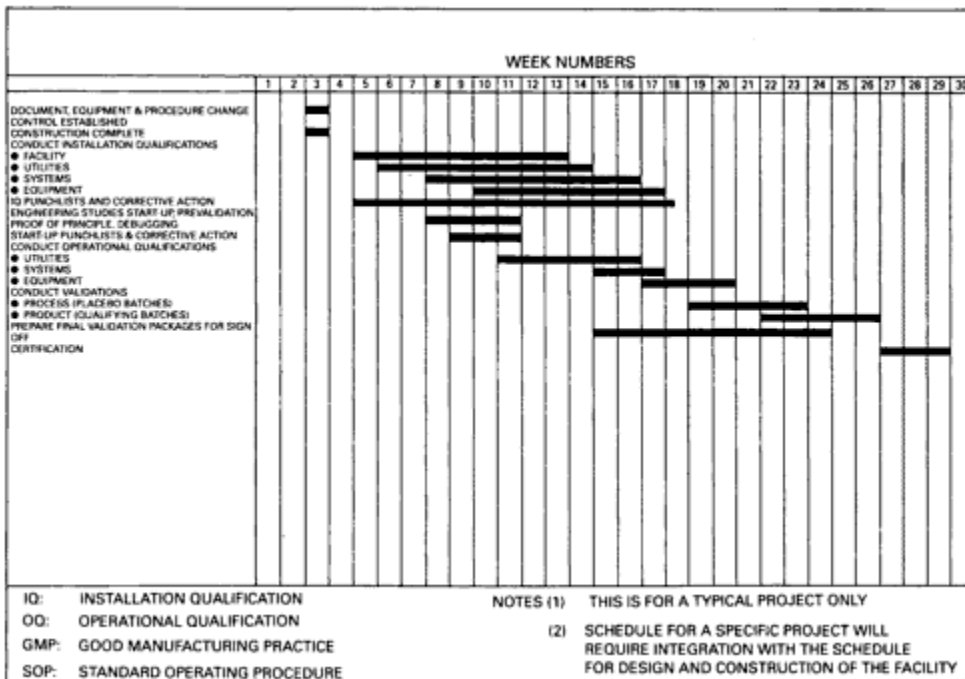 WEEK NUMBERS
1 2 3 4 5 6 7 8 9 10 11 12 13 14 15 16 17 18 19 20 21 22 23 24 25 26 27 28 29 30
DOCUMENT, EQUIPMENT & PROCEDURE CHANGE
CONTROL ESTABLISHED
CONSTRUCTION COMPLETE
CONDUCT INSTALLATION QUALIFICATIONS
● FACILITY
● UTILITIES
● SYSTEMS
● EQUIPMENT
IQ PUNCHLISTS AND CORRECTIVE ACTION
ENGINEERING STUDIES START-UP, PREVALIDATION
PROOF OF PRINCIPLE, DEBUGGING
START-UP PUNCHLISTS & CORRECTIVE ACTION
CONDUCT OPERATIONAL QUALIFICATIONS
● UTILITIES
● SYSTEMS
● EQUIPMENT
CONDUCT VALIDATIONS
● PROCESS (PLACEBO BATCHES)
● PRODUCT (QUALIFYING BATCHES)
PREPARE FINAL VALIDATION PACKAGES FOR SIGN
OFF
CERTIFICATION
IQ: INSTALLATION QUALIFICATION
OQ: OPERATIONAL QUALIFICATION
GMP: GOOD MANUFACTURING PRACTICE
SOP: STANDARD OPERATING PROCEDURE
NOTES (1) THIS IS FOR A TYPICAL PROJECT ONLY
(2) SCHEDULE FOR A SPECIFIC PROJECT WILL
REQUIRE INTEGRATION WITH THE SCHEDULE
FOR DESIGN AND CONSTRUCTION OF THE FACILITY